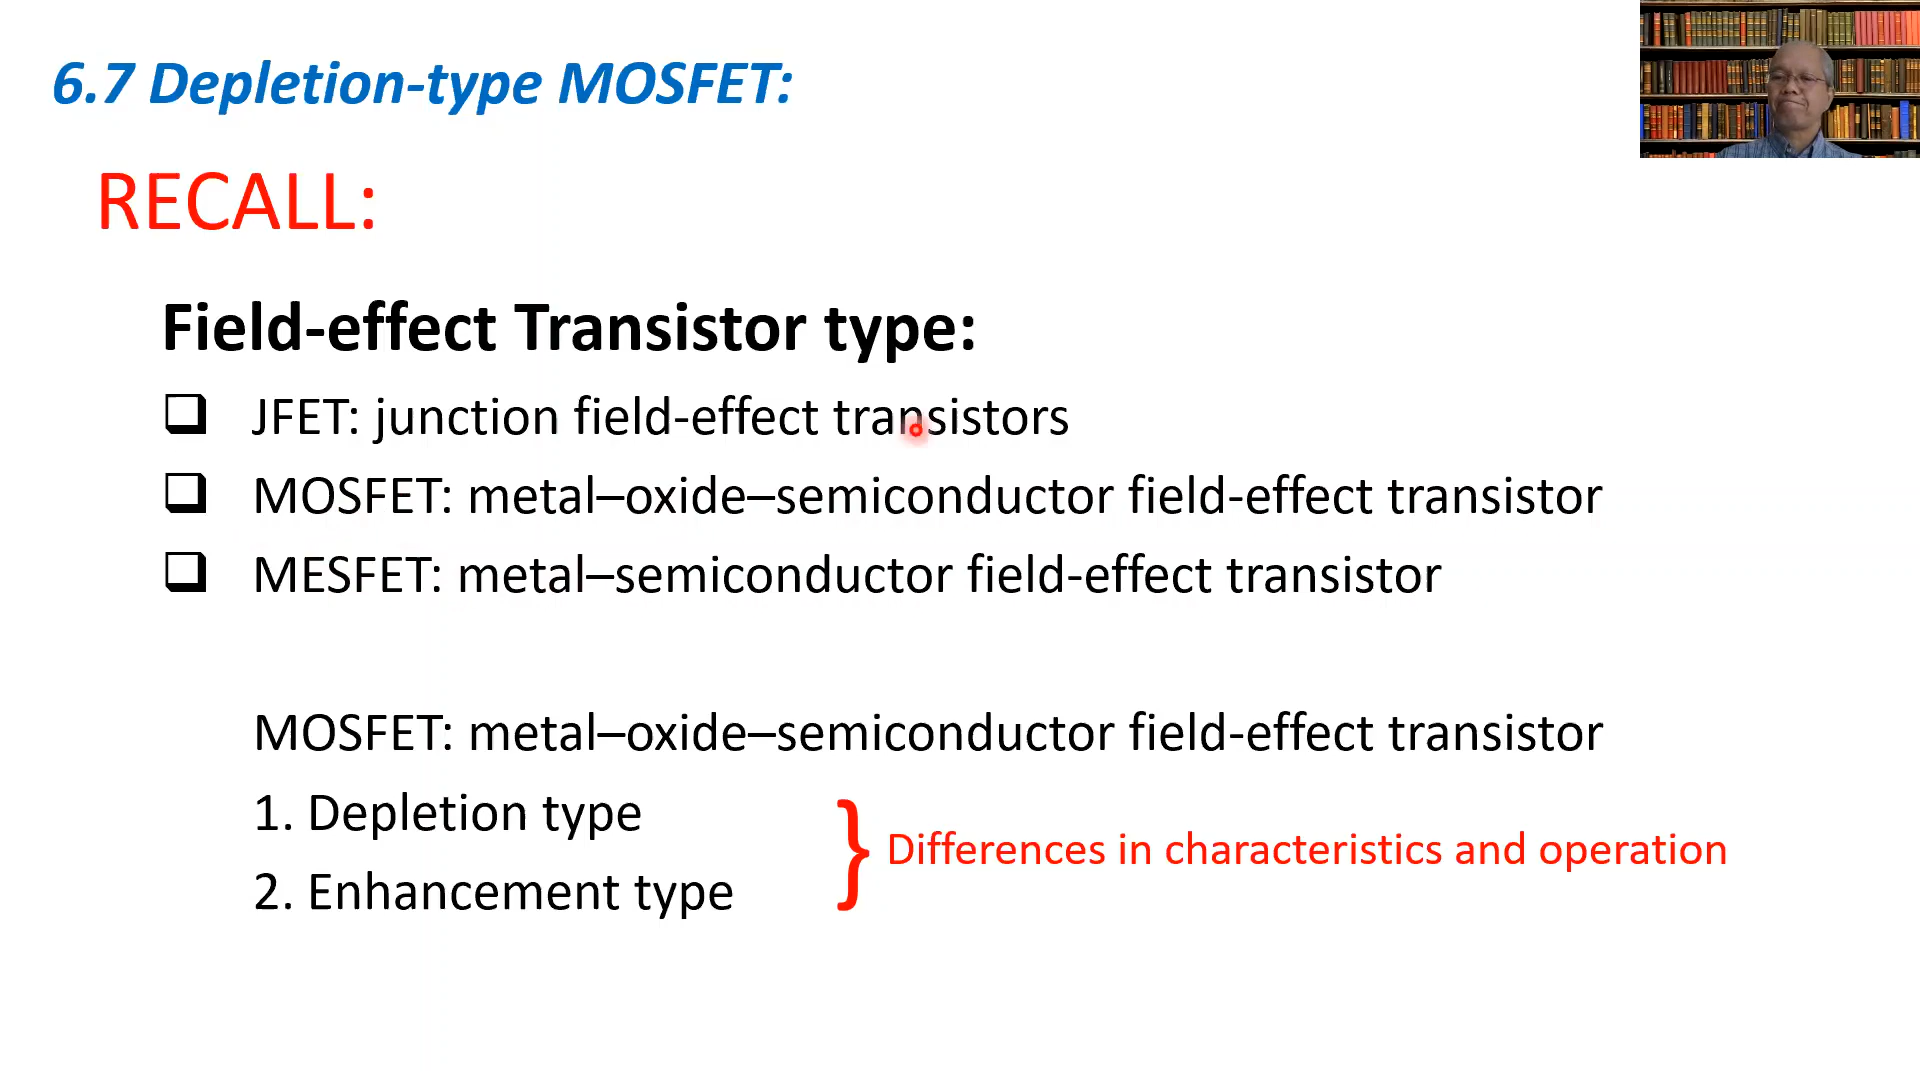 6.7 Depletion-type MOSFET:
RECALL:
Field-effect Transistor type:
JFET: junction field-effect transistors
MOSFET: metal–oxide–semiconductor field-effect transistor
MESFET: metal–semiconductor field-effect transistor
MOSFET: metal–oxide–semiconductor field-effect transistor
1. Depletion type
2. Enhancement type
Differences in characteristics and operation